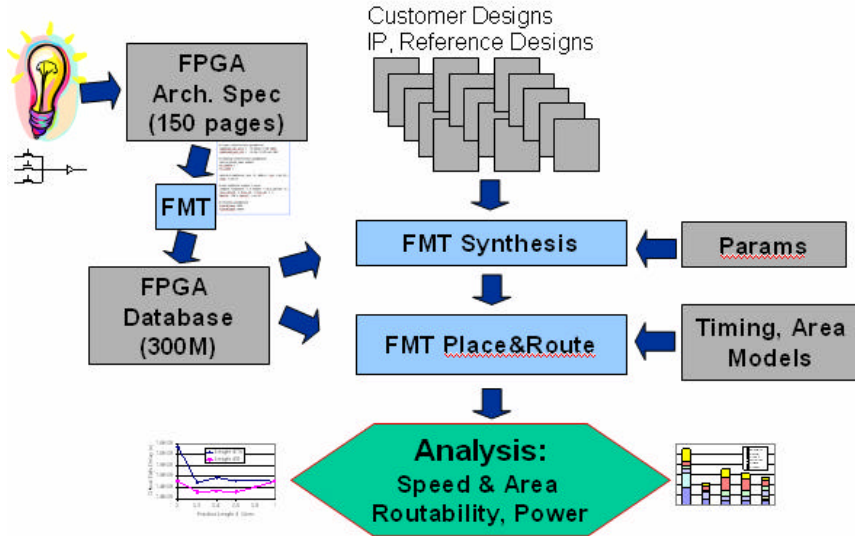 Customer Designs
IP, Reference Designs
FPGA
Arch. Spec
(150 pages)
FMT
FPGA
Database
(300M)
FMT Synthesis
Params
FMT Place&Route
Timing, Area
Models
Analysis:
Speed & Area
Routability, Power